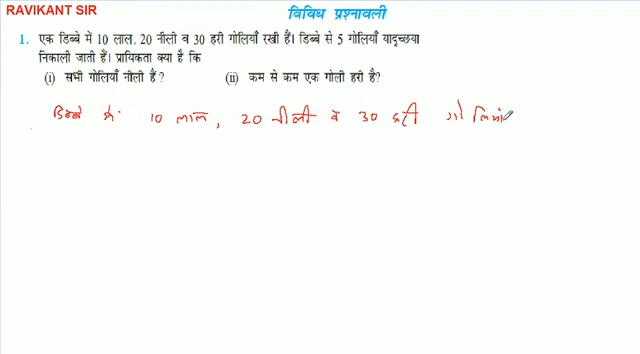 RAVIKANT SIR
विविध प्रश्नावली
1. एक डिब्बे में 10 लाल, 20 नीली व 30 हरी गोलियाँ रखी हैं। डिब्बे से 5 गोलियाँ यादृच्छया
निकाली जाती हैं। प्रायिकता क्या है कि
(i) सभी गोलियाँ नीली हैं? (ii) कम से कम एक गोली हरी है?
डिब्बे में 10 लाल, 20 नीली व 30 हरी गोलियां